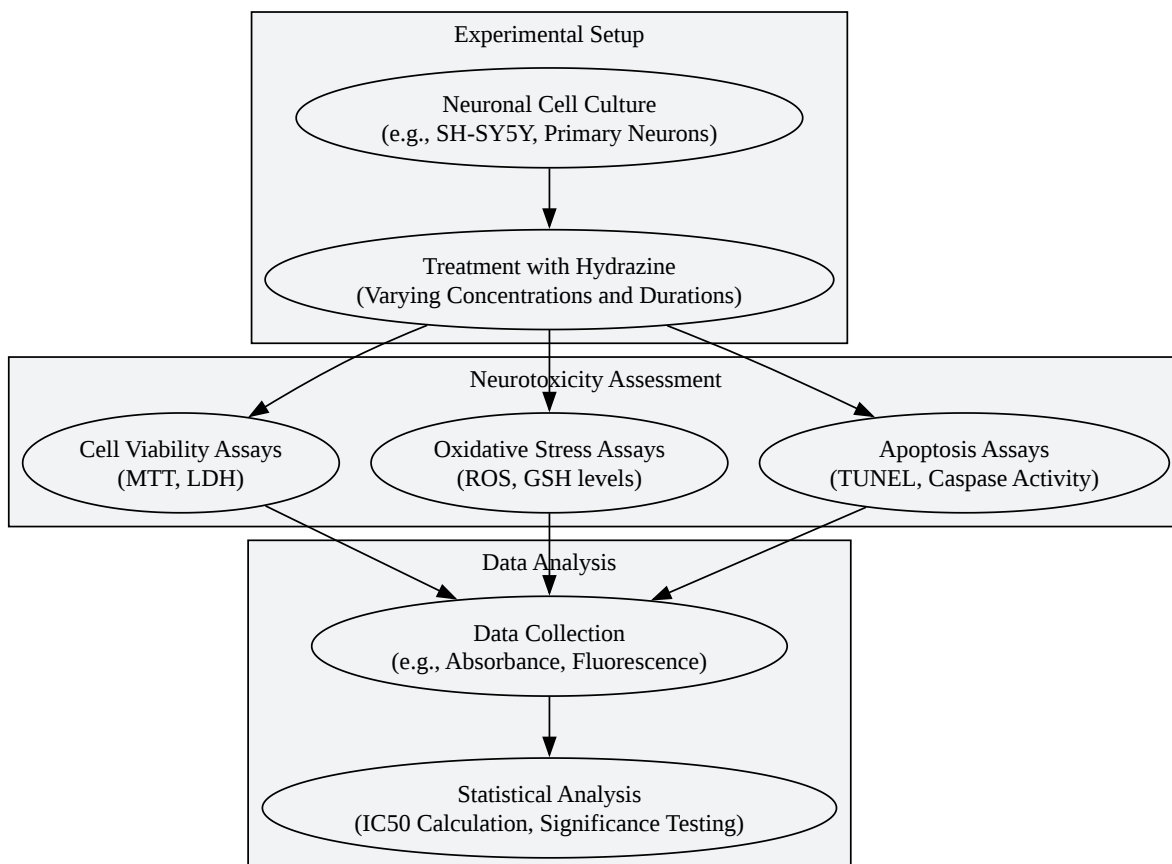 Experimental Setup
Neuronal Cell Culture
(e.g., SH-SY5Y, Primary Neurons)
Treatment with Hydrazine
(Varying Concentrations and Durations)
Neurotoxicity Assessment
Cell Viability Assays
(MTT, LDH)
Oxidative Stress Assays
(ROS, GSH levels)
Apoptosis Assays
(TUNEL, Caspase Activity)
Data Analysis
Data Collection
(e.g., Absorbance, Fluorescence)
Statistical Analysis
(IC50 Calculation, Significance Testing)